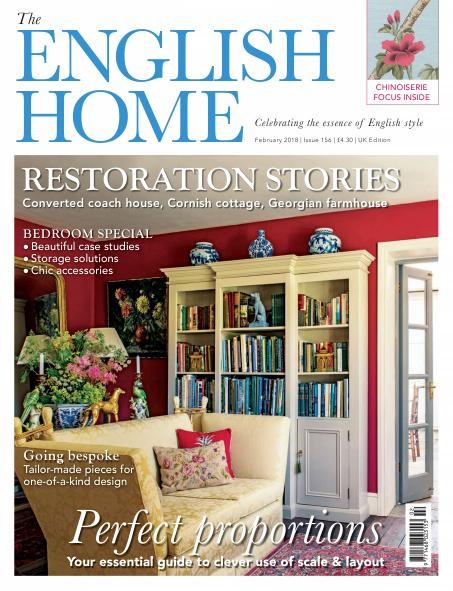 The
ENGLISH
HOME
CHINOISERIE
FOCUS INSIDE
Celebrating the essence of English style
February 2018 | Issue 156 | £4.30 | UK Edition
RESTORATION STORIES
Converted coach house, Cornish cottage, Georgian farmhouse
BEDROOM SPECIAL
• Beautiful case studies
• Storage solutions
• Chic accessories
Going bespoke
Tailor-made pieces for
one-of-a-kind design
Perfect proportions
Your essential guide to clever use of scale & layout
02